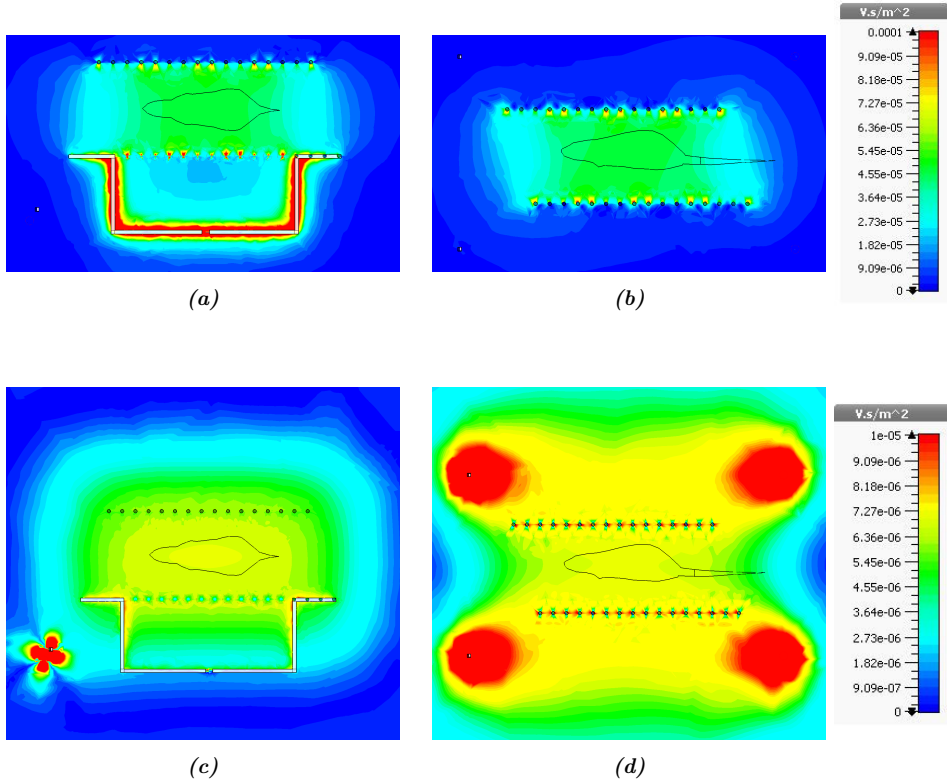 V.s/m^2
0.0001
9.09e-05
8.18e-05
7.27e-05
6.36e-05
4.55e-05
3.64e-05
2.73e-05
1.82e-05
9.09e-06
0
(a)
(b)
V.s/m^2
1e-05
9.09e-06
8.18e-06
7.27e-06
6.36e-06
5.45e-06
4.55e-06
3.64e-06
2.73e-06
1.82e-06
9.09e-07
0
(c)
(d)